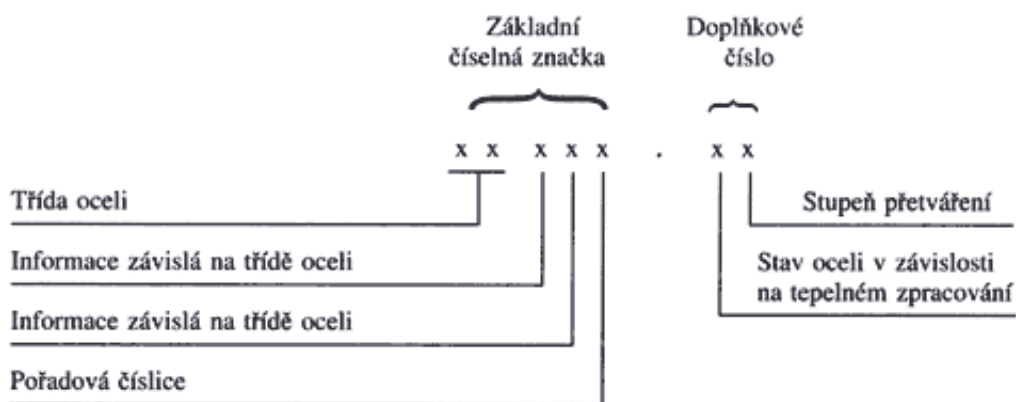 Základní
číselná značka
Doplňkové
číslo
x x x x x . x x
Třída oceli
Stupeň přetváření
Informace závislá na třídě oceli
Stav oceli v závislosti
na tepelném zpracování
Informace závislá na třídě oceli
Pořadová číslice